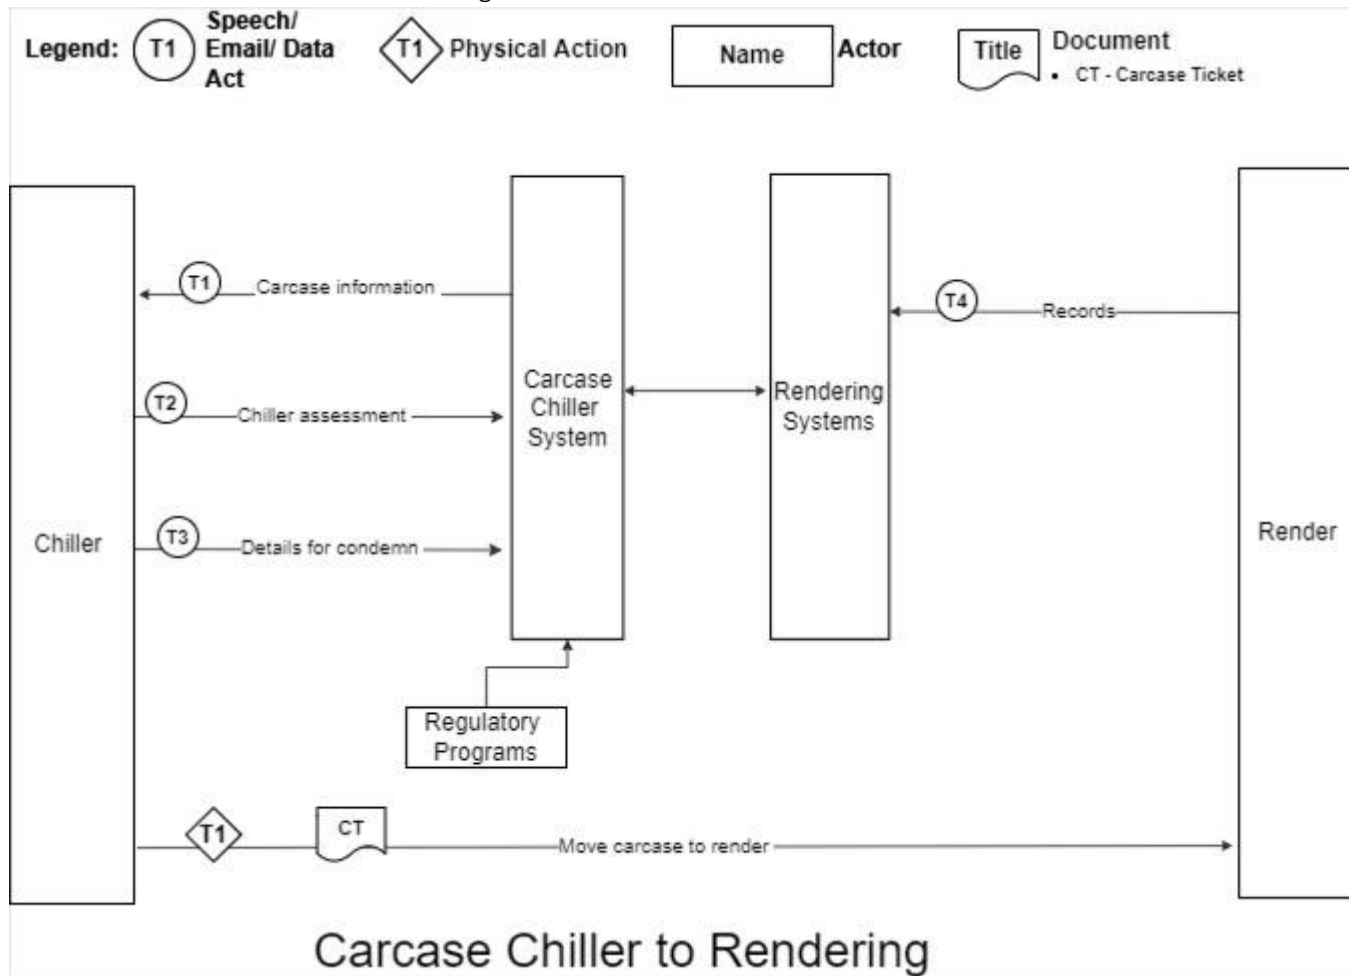 Legend:
T1
Speech/
Email/ Data
Act
T1
Physical Action
Name
Actor
Title
Document
• CT - Carcase Ticket
T1
Carcase information
T4
Records
T2
Chiller assessment
Carcase
Chiller
System
Rendering
Systems
T3
Details for condemn
Chiller
Render
Regulatory
Programs
T1
CT
Move carcase to render
Carcase Chiller to Rendering